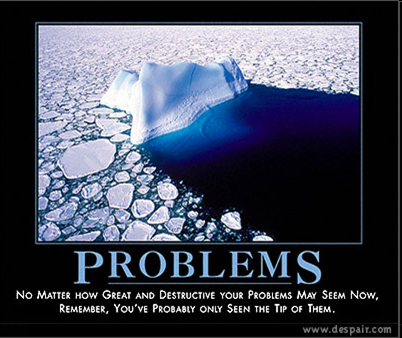 PROBLEMS
No Matter how Great and Destructive your Problems May Seem Now,
Remember, You've Probably only Seen the Tip of Them.
www.despair.com